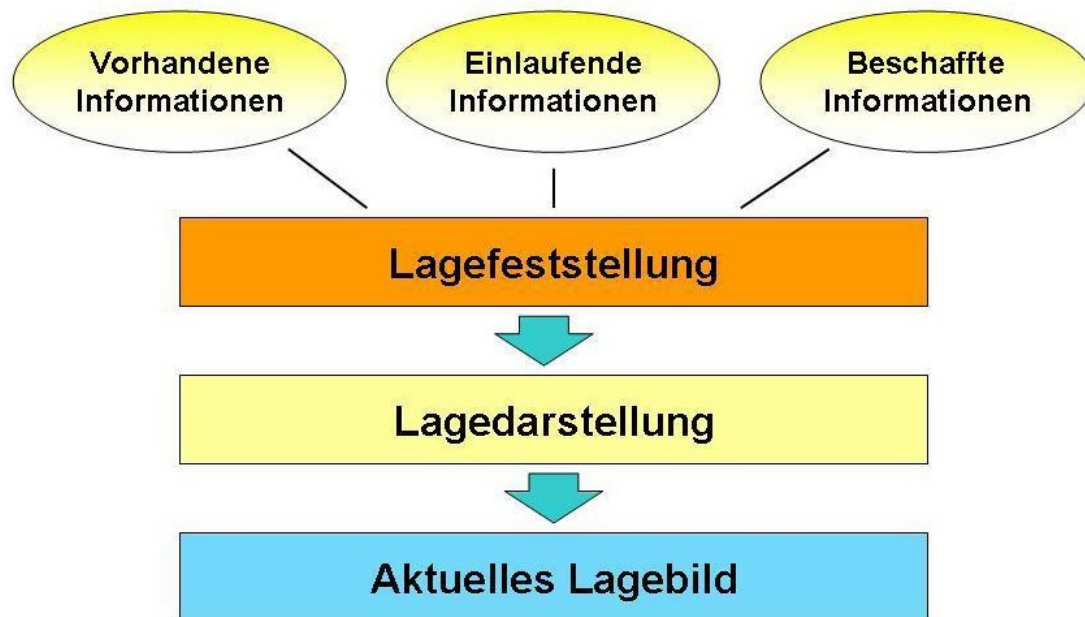 Vorhandene
Informationen
Einlaufende
Informationen
Beschaffte
Informationen
Lagefeststellung
Lagedarstellung
Aktuelles Lagebild